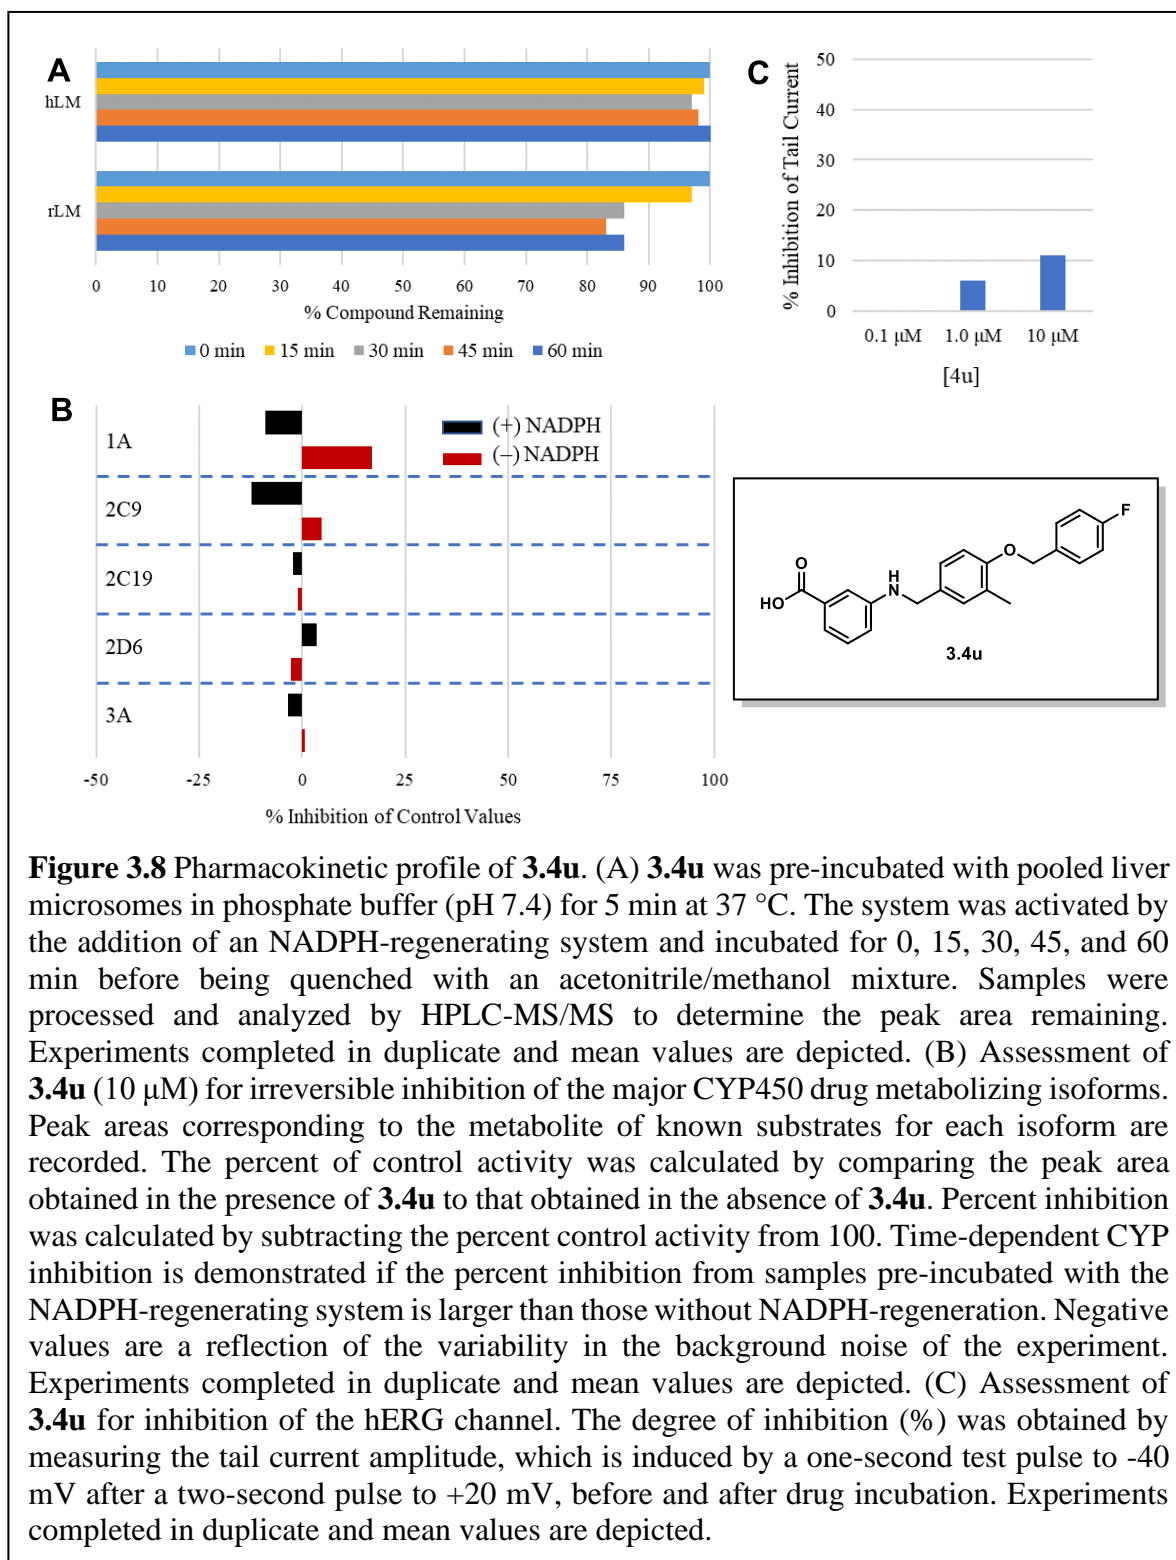 A
hLM
rLM
0 10 20 30 40 50 60 70 80 90 100
% Compound Remaining
0 min 15 min 30 min 45 min 60 min
C
% Inhibition of Tail Current
50
40
30
20
10
0
0.1 μM 1.0 μM 10 μM
[4u]
B
(+) NADPH
(–) NADPH
1A
2C9
2C19
2D6
3A
-50 0 25 50 75 100
-25
% Inhibition of Control Values
F
O
H
N
O
HO
3.4u
Figure 3.8 Pharmacokinetic profile of 3.4u. (A) 3.4u was pre-incubated with pooled liver
microsomes in phosphate buffer (pH 7.4) for 5 min at 37 °C. The system was activated by
the addition of an NADPH-regenerating system and incubated for 0, 15, 30, 45, and 60
min before being quenched with an acetonitrile/methanol mixture. Samples were
processed and analyzed by HPLC-MS/MS to determine the peak area remaining.
Experiments completed in duplicate and mean values are depicted. (B) Assessment of
3.4u (10 μM) for irreversible inhibition of the major CYP450 drug metabolizing isoforms.
Peak areas corresponding to the metabolite of known substrates for each isoform are
recorded. The percent of control activity was calculated by comparing the peak area
obtained in the presence of 3.4u to that obtained in the absence of 3.4u. Percent inhibition
was calculated by subtracting the percent control activity from 100. Time-dependent CYP
inhibition is demonstrated if the percent inhibition from samples pre-incubated with the
NADPH-regenerating system is larger than those without NADPH-regeneration. Negative
values are a reflection of the variability in the background noise of the experiment.
Experiments completed in duplicate and mean values are depicted. (C) Assessment of
3.4u for inhibition of the hERG channel. The degree of inhibition (%) was obtained by
measuring the tail current amplitude, which is induced by a one-second test pulse to -40
mV after a two-second pulse to +20 mV, before and after drug incubation. Experiments
completed in duplicate and mean values are depicted.